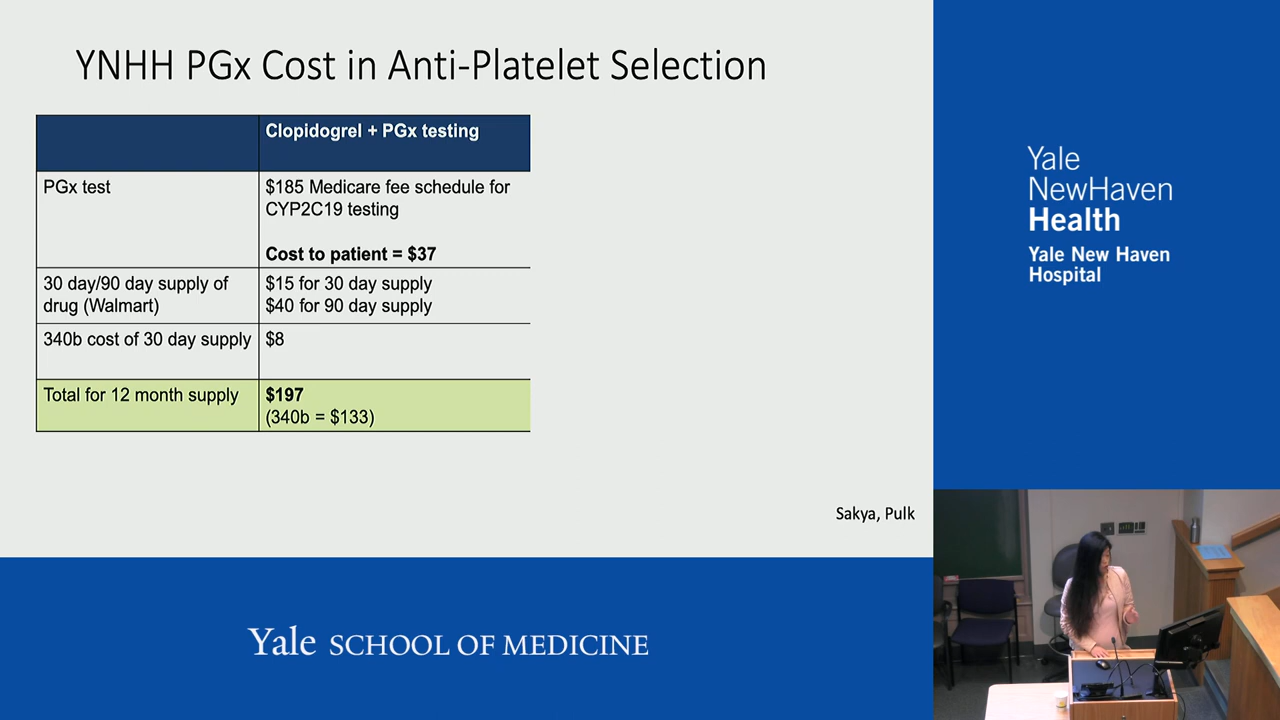 YNHH PGx Cost in Anti-Platelet Selection
Clopidogrel + PGx testing
PGx test
$185 Medicare fee schedule for
CYP2C19 testing
Cost to patient = $37
30 day/90 day supply of
drug (Walmart)
$15 for 30 day supply
$40 for 90 day supply
340b cost of 30 day supply
$8
Total for 12 month supply
$197
(340b = $133)
Sakya, Pulk
Yale SCHOOL OF MEDICINE
Yale
NewHaven
Health
Yale New Haven
Hospital